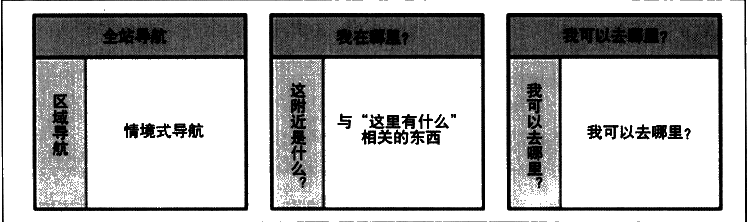 全站导航
区域导航
情境式导航
我在哪里?
这附近是什么?
与“这里有什么”
相关的东西
我可以去哪里?
我可以去哪里?
我可以去哪里?